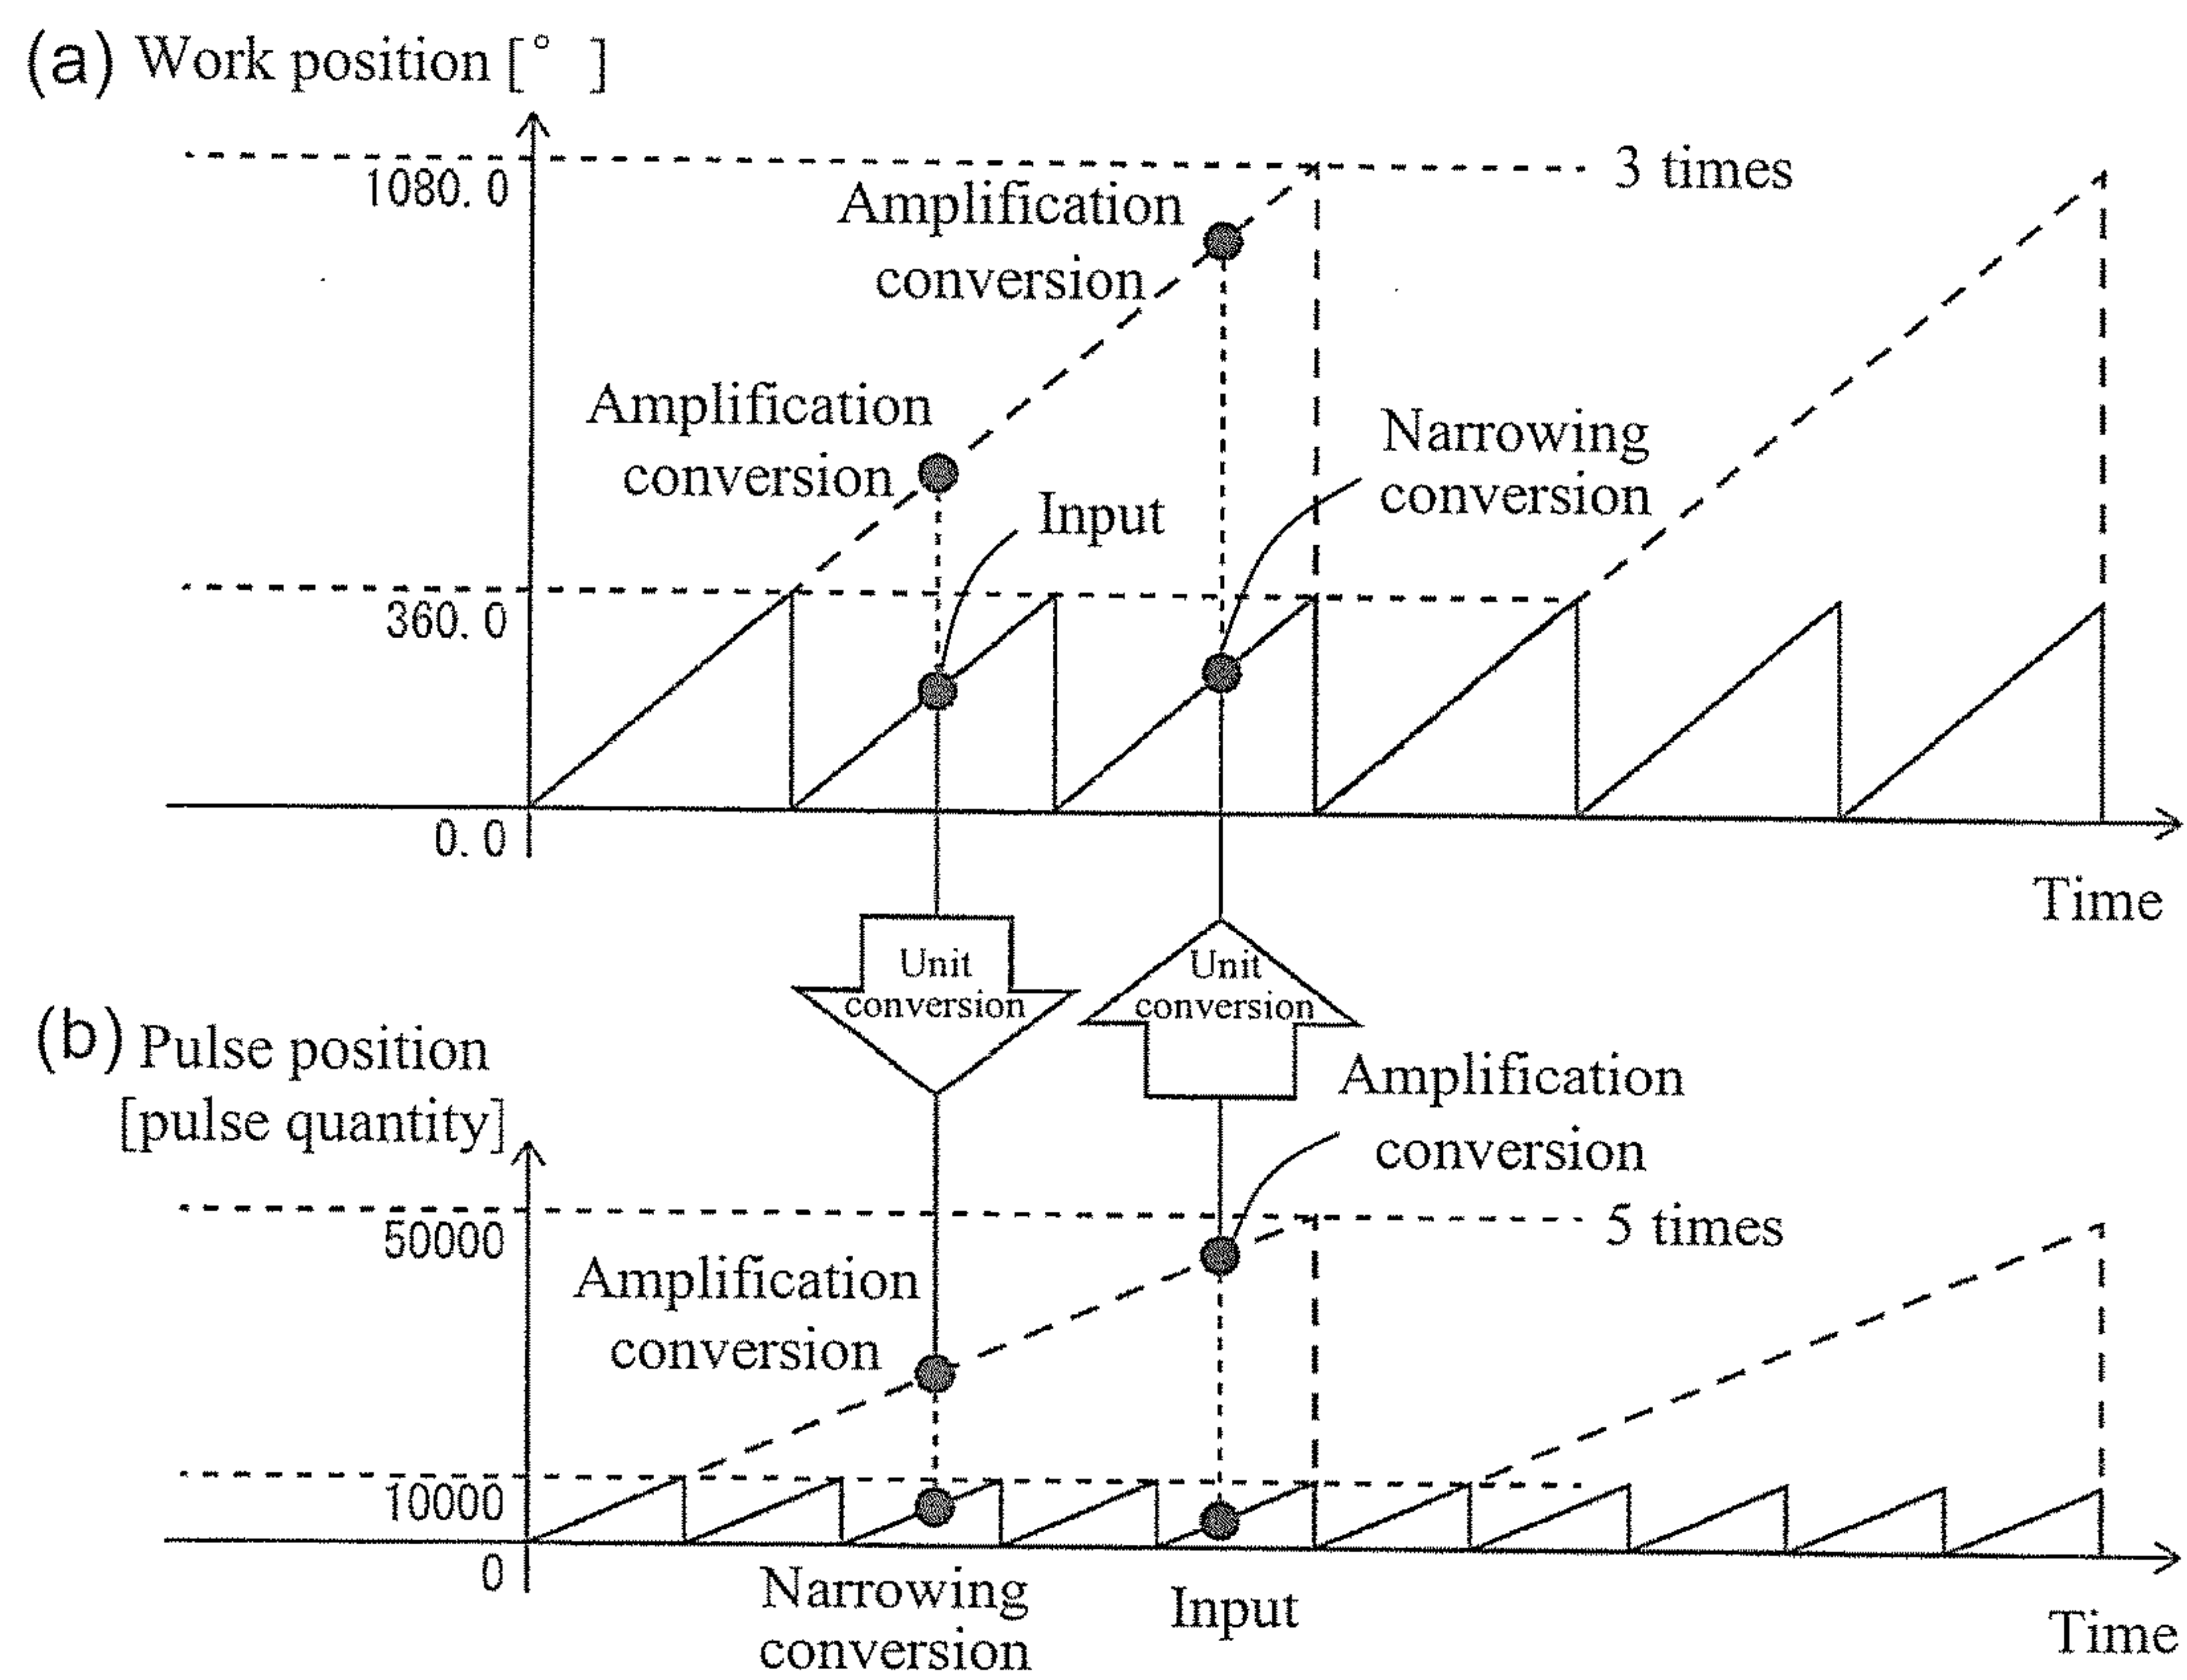 (a) Work position [° ]
1080. 0
3 times
Amplification
conversion
Amplification
conversion
Narrowing
conversion
Input
360. 0
0. 0
Time
Unit
conversion
Unit
conversion
(b) Pulse position
[pulse quantity]
Amplification
conversion
50000
5 times
Amplification
conversion
10000
0
Narrowing
conversion
Input
Time